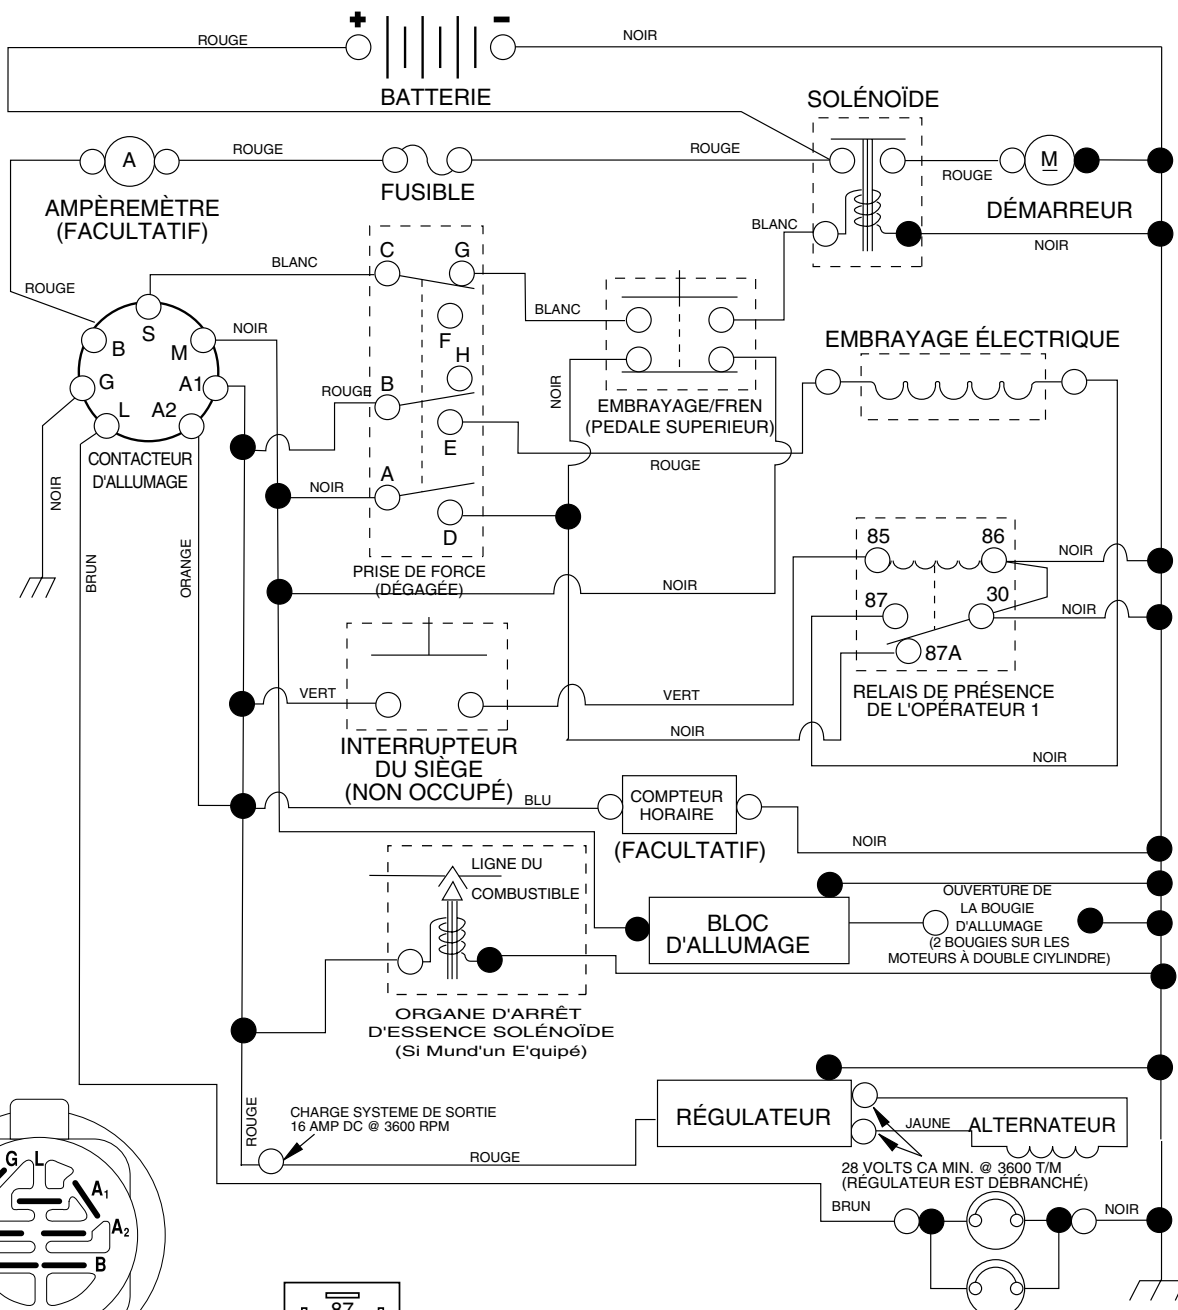 +
-
ROUGE
NOIR
BATTERIE
SOLÉNOÏDE
A
ROUGE
ROUGE
ROUGE
M
FUSIBLE
AMPÈREMÈTRE
(FACULTATIF)
DÉMARREUR
BLANC
NOIR
ROUGE
BLANC
C
G
BLANC
S
B
M
NOIR
F
H
G
A1
L
A2
ROUGE
B
E
EMBRAYAGE ÉLECTRIQUE
NOIR
EMBRAYAGE/FREN
(PEDALE SUPERIEUR)
ROUGE
CONTACTEUR
D'ALLUMAGE
NOIR
NOIR
A
D
BRUN
ORANGE
PRISE DE FORCE
(DÉGAGÉE)
NOIR
85
86
NOIR
87
30
NOIR
87A
RELAIS DE PRÉSENCE
DE L'OPÉRATEUR 1
VERT
VERT
NOIR
NOIR
INTERRUPTEUR
DU SIÈGE
(NON OCCUPÉ)
BLU
COMPTEUR
HORAIRE
(FACULTATIF)
NOIR
LIGNE DU
COMBUSTIBLE
BLOC
D'ALLUMAGE
OUVERTURE DE
LA BOUGIE
D'ALLUMAGE
(2 BOUGIES SUR LES
MOTEURS À DOUBLE CIYLINDRE)
ORGANE D'ARRÊT
D'ESSENCE SOLÉNOÏDE
(Si Mund'un E'quipé)
ROUGE
CHARGE SYSTEME DE SORTIE
16 AMP DC @ 3600 RPM
ROUGE
RÉGULATEUR
JAUNE
ALTERNATEUR
28 VOLTS CA MIN. @ 3600 T/M
(RÉGULATEUR EST DÉBRANCHÉ)
BRUN
NOIR
G
L
A1
A2
B
87